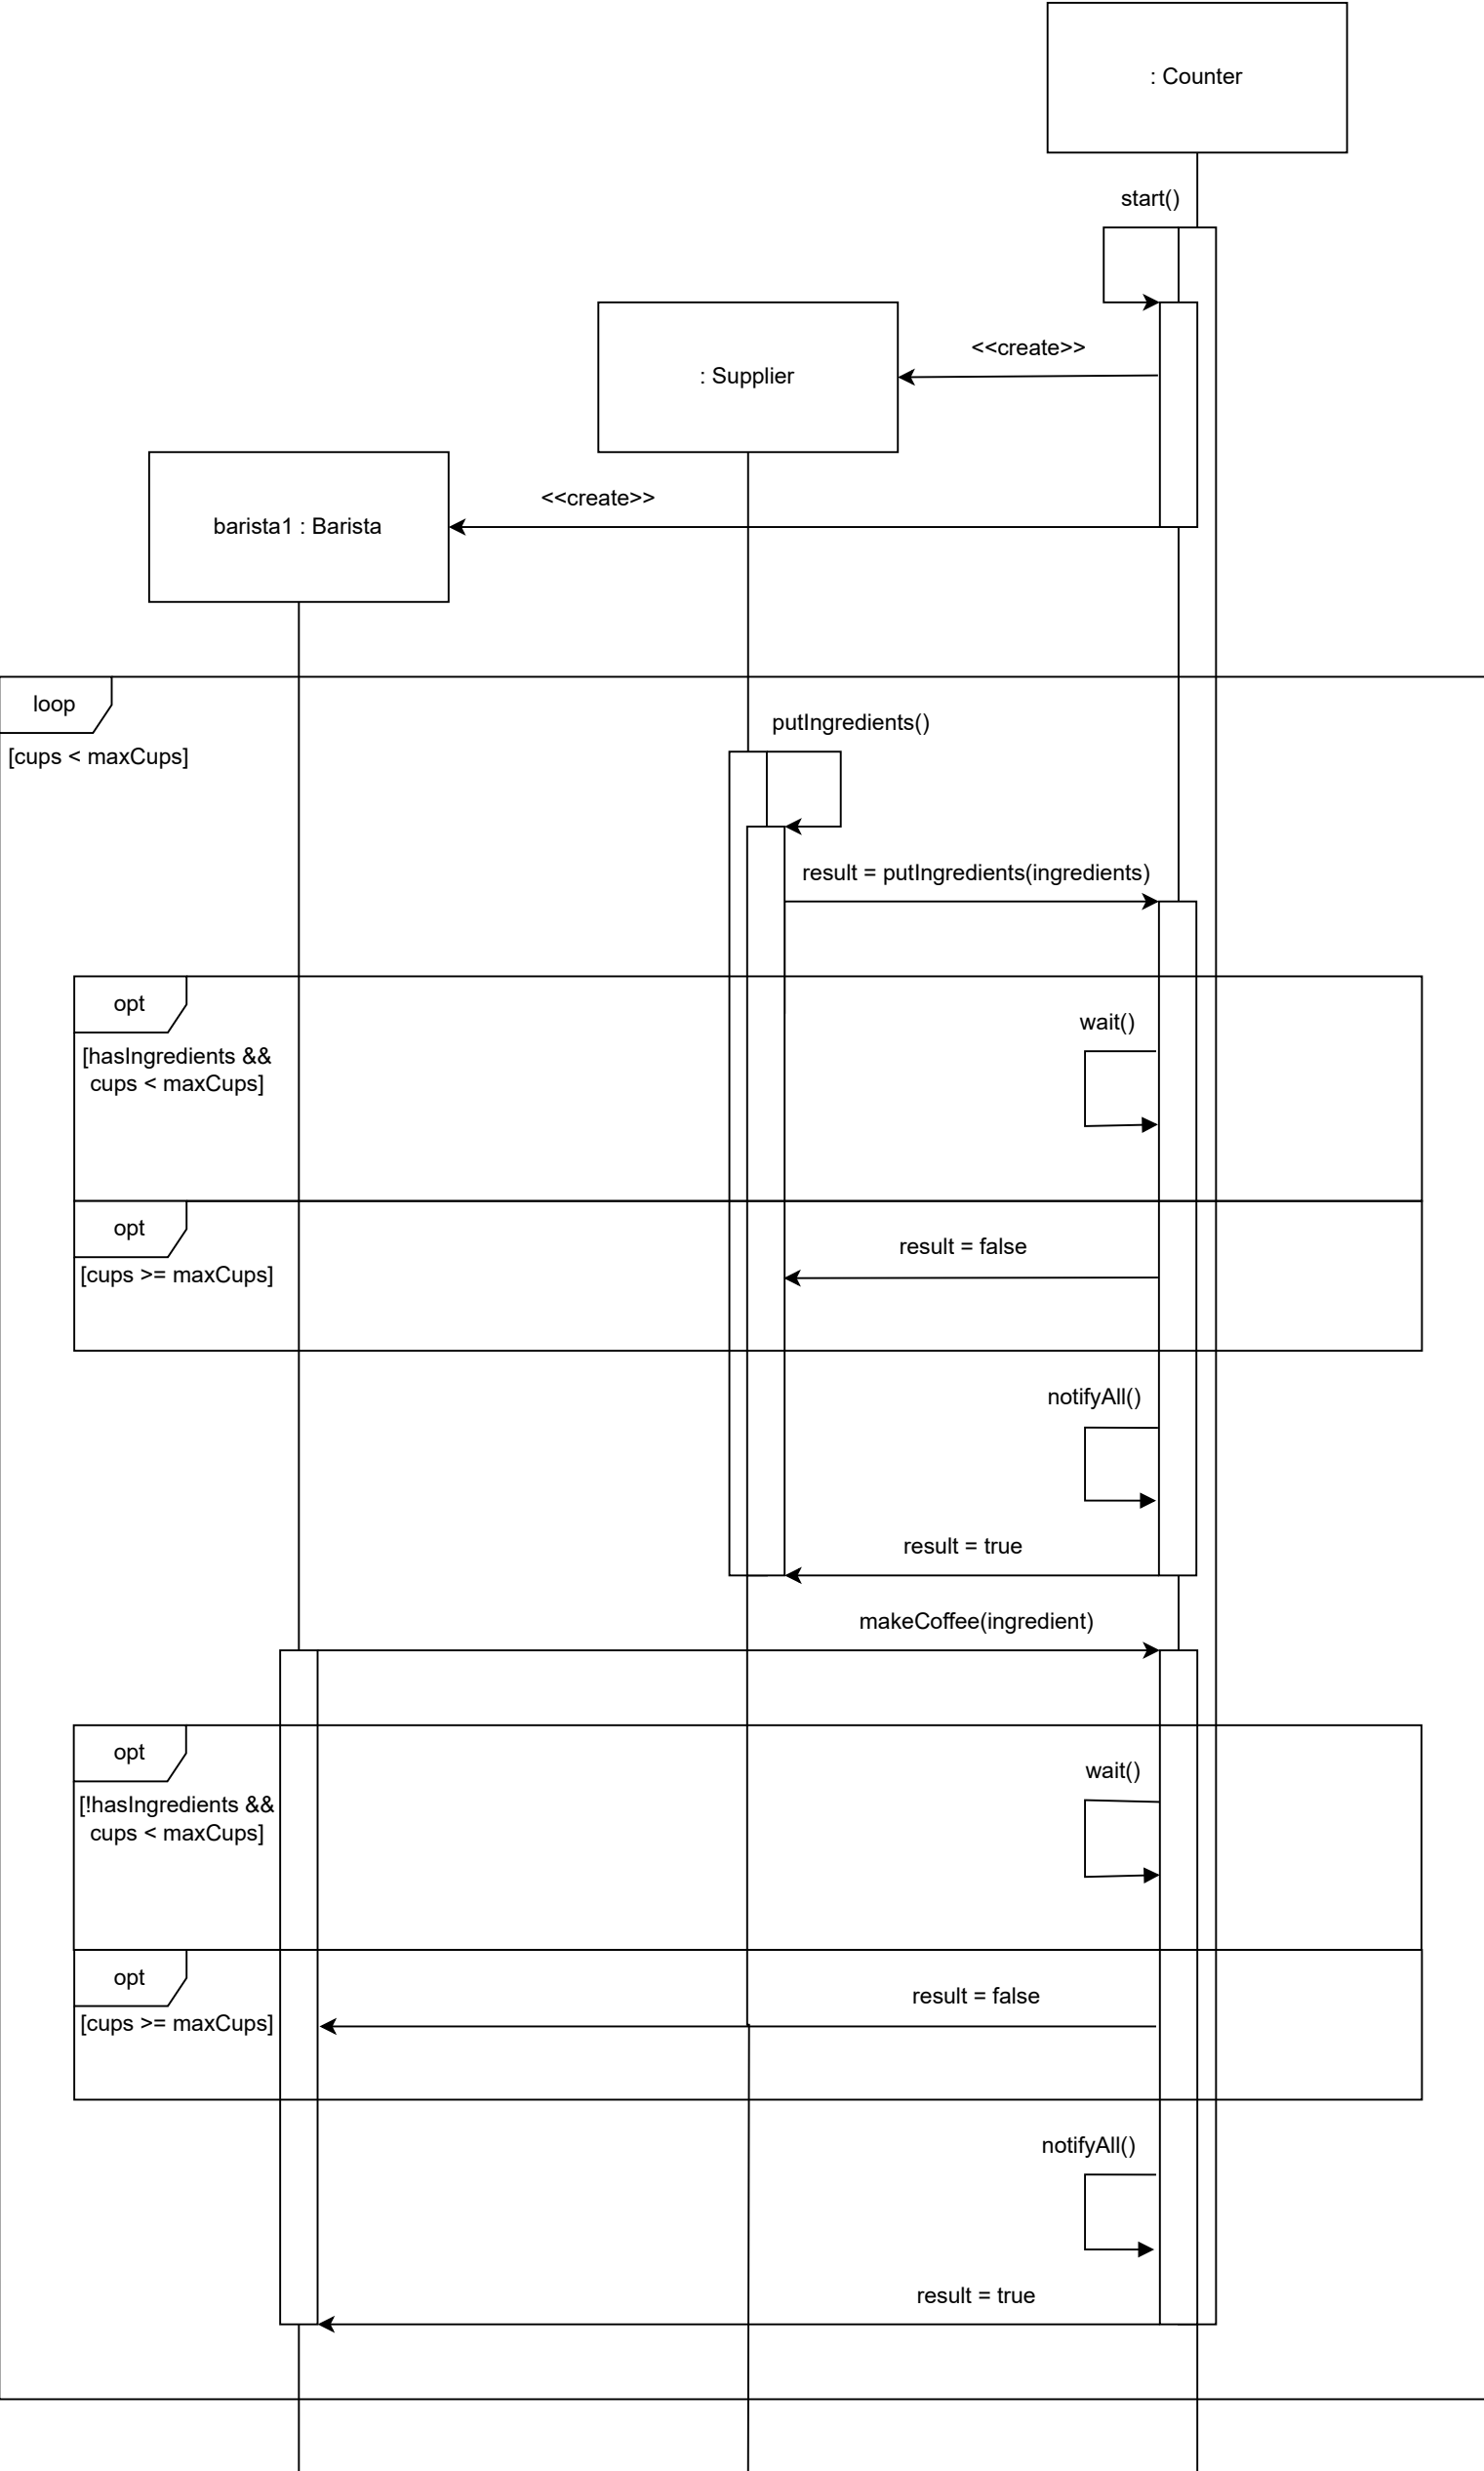 : Counter
start()
: Supplier
<<create>>
barista1 : Barista
<<create>>
loop
[cups < maxCups]
putIngredients()
result = putIngredients(ingredients)
opt
[hasIngredients &&
cups < maxCups]
wait()
opt
[cups >= maxCups]
result = false
notifyAll()
result = true
makeCoffee(ingredient)
opt
[!hasIngredients &&
cups < maxCups]
wait()
opt
[cups >= maxCups]
result = false
notifyAll()
result = true